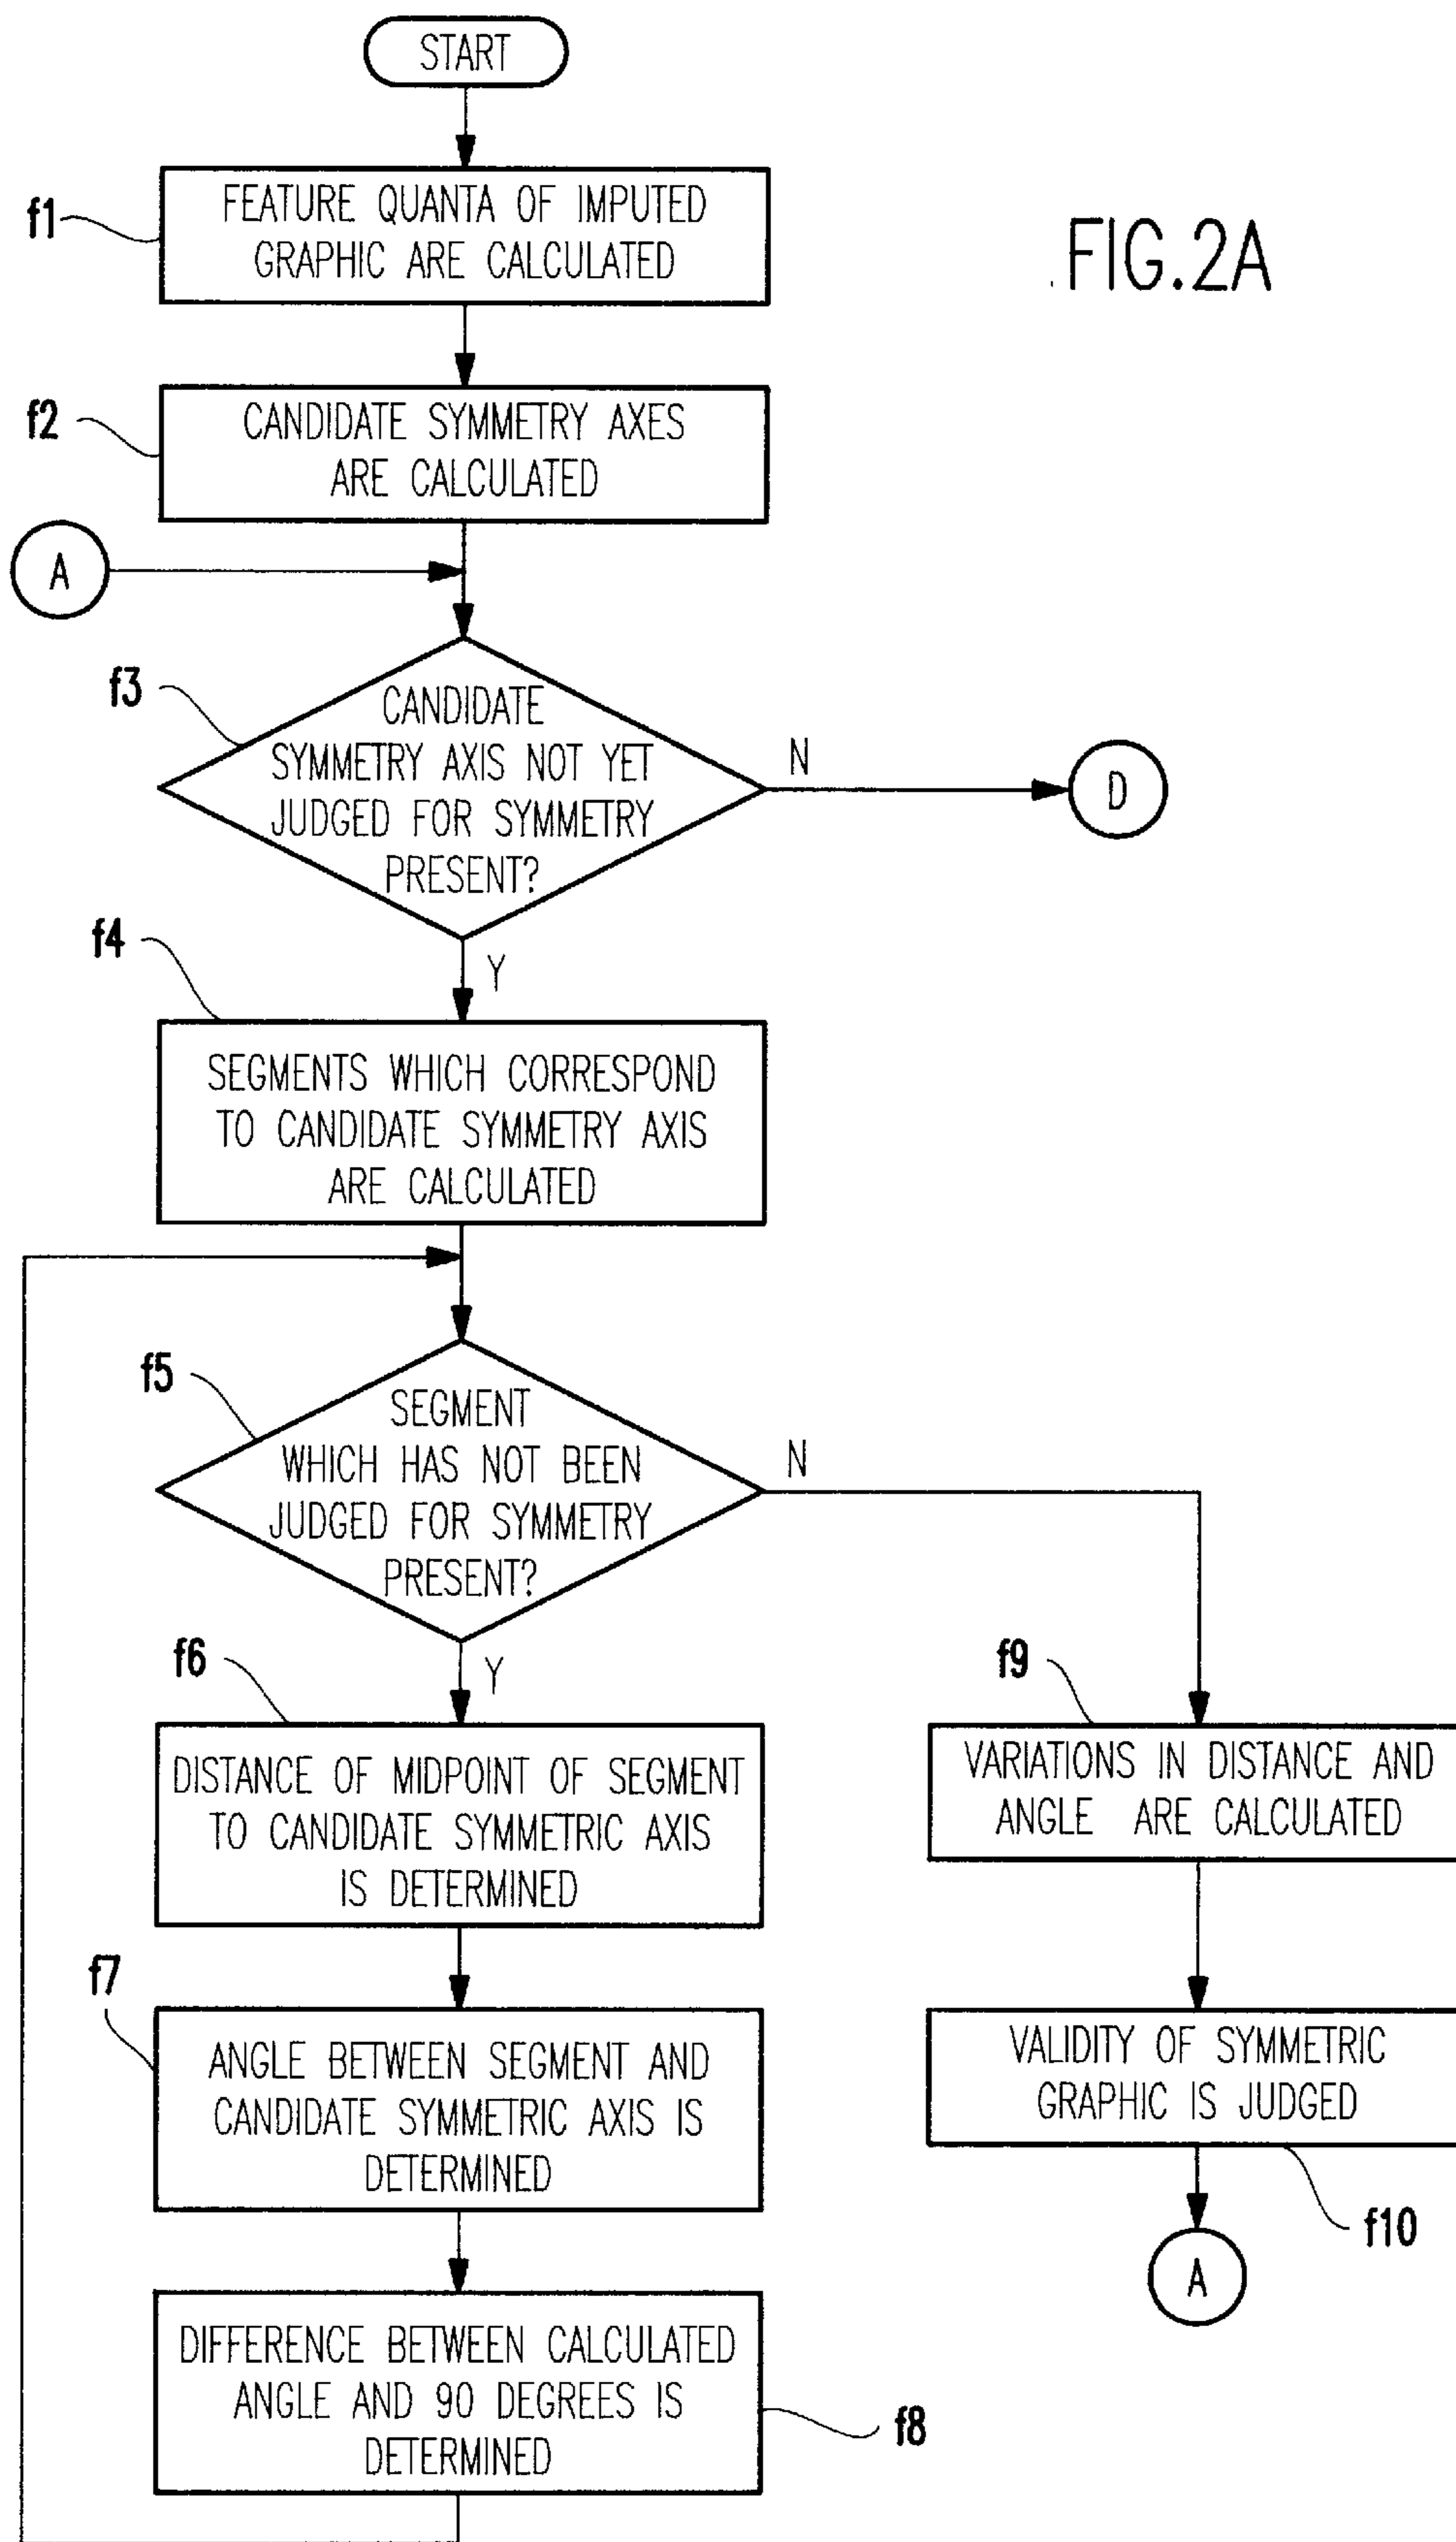 START
f1
FEATURE QUANTA OF IMPUTED
GRAPHIC ARE CALCULATED
FIG.2A
f2
CANDIDATE SYMMETRY AXES
ARE CALCULATED
A
f3
CANDIDATE
SYMMETRY AXIS NOT YET
JUDGED FOR SYMMETRY
PRESENT?
N
D
Y
f4
SEGMENTS WHICH CORRESPOND
TO CANDIDATE SYMMETRY AXIS
ARE CALCULATED
f5
SEGMENT
WHICH HAS NOT BEEN
JUDGED FOR SYMMETRY
PRESENT?
N
Y
f6
DISTANCE OF MIDPOINT OF SEGMENT
TO CANDIDATE SYMMETRIC AXIS
IS DETERMINED
f9
VARIATIONS IN DISTANCE AND
ANGLE ARE CALCULATED
f7
ANGLE BETWEEN SEGMENT AND
CANDIDATE SYMMETRIC AXIS IS
DETERMINED
VALIDITY OF SYMMETRIC
GRAPHIC IS JUDGED
f10
A
DIFFERENCE BETWEEN CALCULATED
ANGLE AND 90 DEGREES IS
DETERMINED
f8